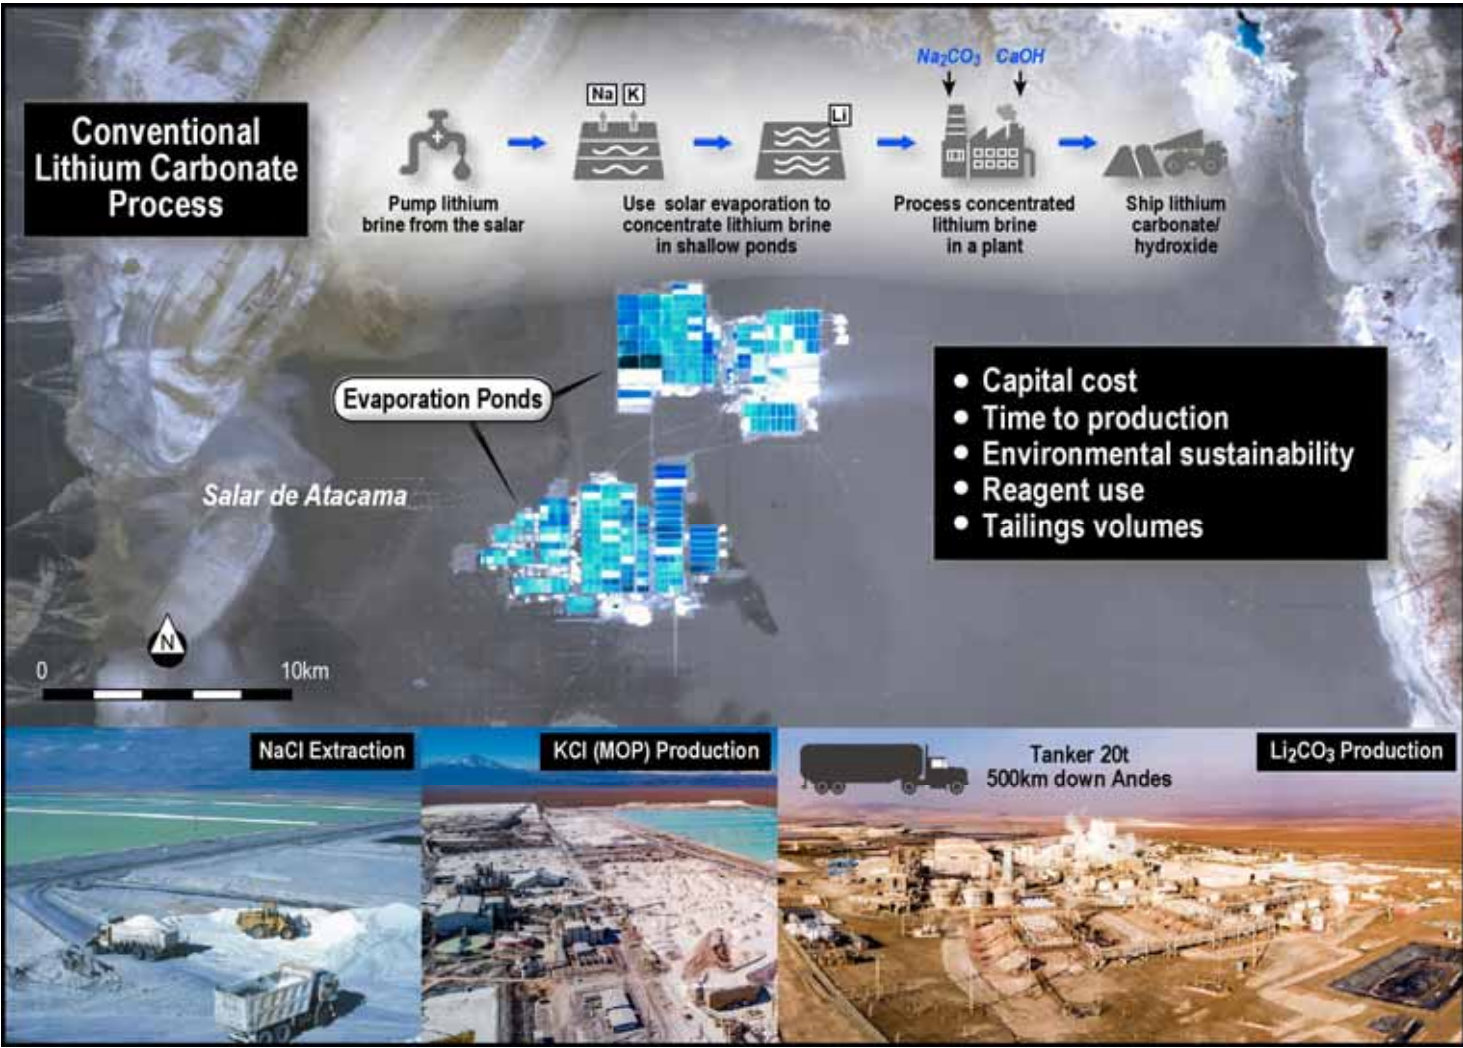 Conventional
Lithium Carbonate
Process
Na₂CO₃ CaOH
Na K
Li
Pump lithium
brine from the salar
Use solar evaporation to
concentrate lithium brine
in shallow ponds
Process concentrated
lithium brine
in a plant
Ship lithium
carbonate/
hydroxide
Evaporation Ponds
• Capital cost
• Time to production
• Environmental sustainability
• Reagent use
• Tailings volumes
Salar de Atacama
N
0 10km
NaCl Extraction
KCl (MOP) Production
Tanker 20t
500km down Andes
Li₂CO₃ Production